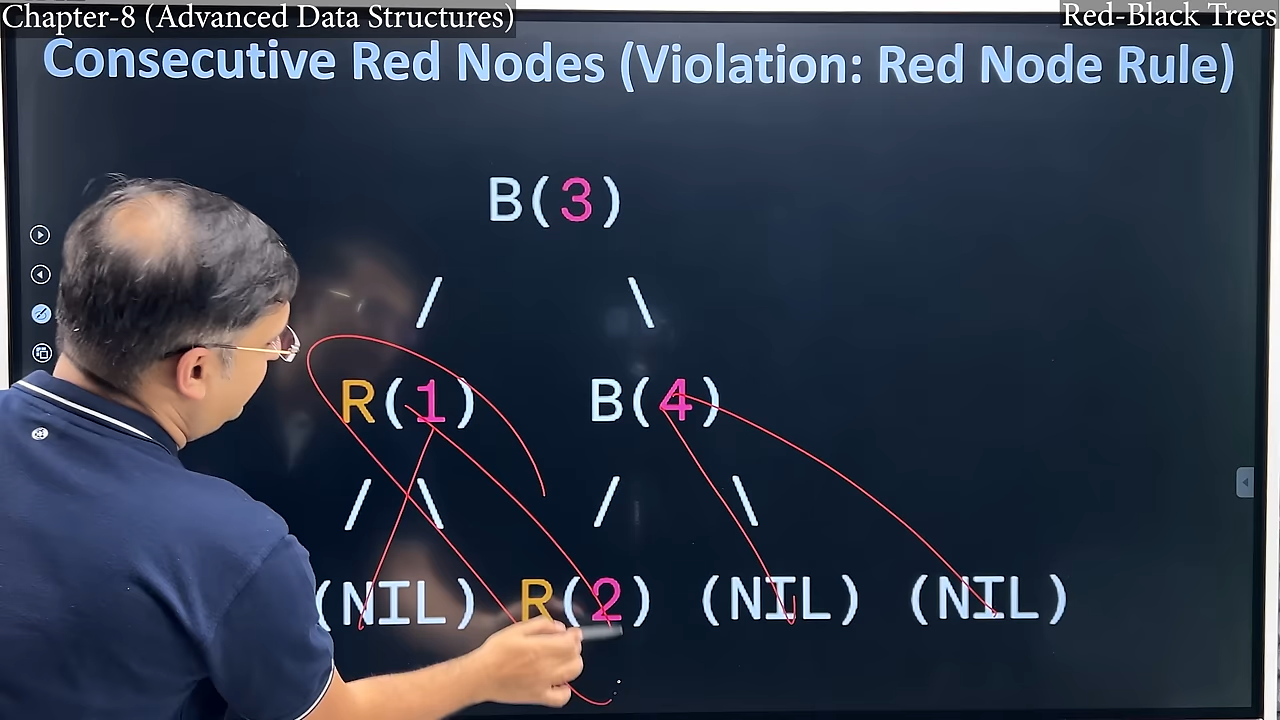 Chapter-8 (Advanced Data Structures)
Red-Black Trees
Consecutive Red Nodes (Violation: Red Node Rule)
B(3)
/ \
R(1) B(4)
/ \ / \
(NIL) R(2) (NIL) (NIL)